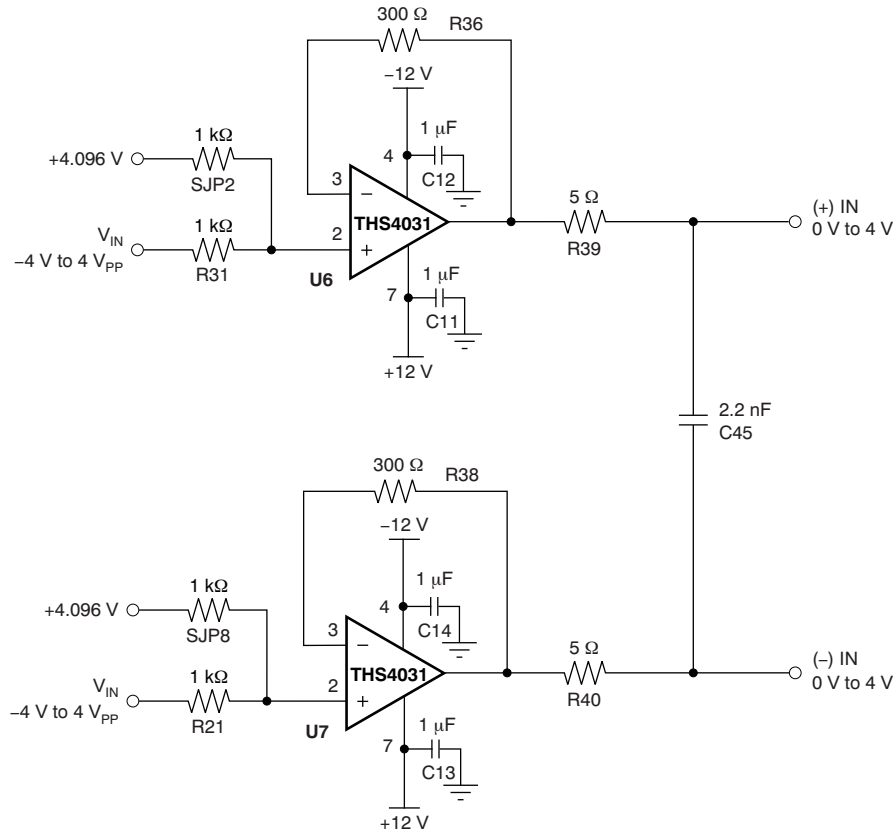 300 Ω
R36
−12 V
1 μF
4
C12
1 kΩ
+4.096 V
SJP2
3
−
THS4031
5 Ω
(+) IN
0 V to 4 V
R39
1 kΩ
V_IN
−4 V to 4 V_PP
R31
2
+
U6
1 μF
7
C11
+12 V
2.2 nF
C45
300 Ω
R38
−12 V
1 μF
4
C14
1 kΩ
+4.096 V
SJP8
3
−
THS4031
5 Ω
(−) IN
0 V to 4 V
R40
1 kΩ
V_IN
−4 V to 4 V_PP
R21
2
+
U7
1 μF
7
C13
+12 V